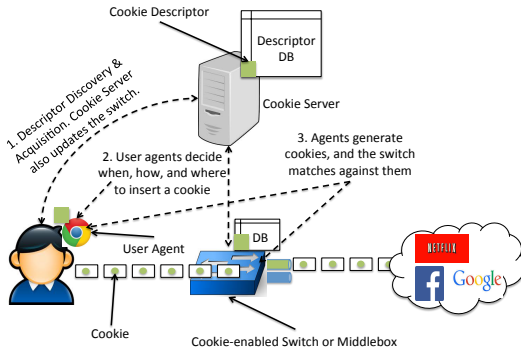 Cookie Descriptor
Descriptor
DB
Cookie Server
1. Descriptor Discovery &
Acquisition. Cookie Server
also updates the switch.
2. User agents decide
when, how, and where
to insert a cookie
3. Agents generate
cookies, and the switch
matches against them
User Agent
DB
NETFLIX
Google
Cookie
Cookie-enabled Switch or Middlebox